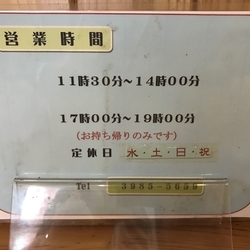 営業時間
11時30分～14時00分
17時00分～19時00分
(お持ち帰りのみです)
定休日 水・土・日・祝
Tel 3985-5659